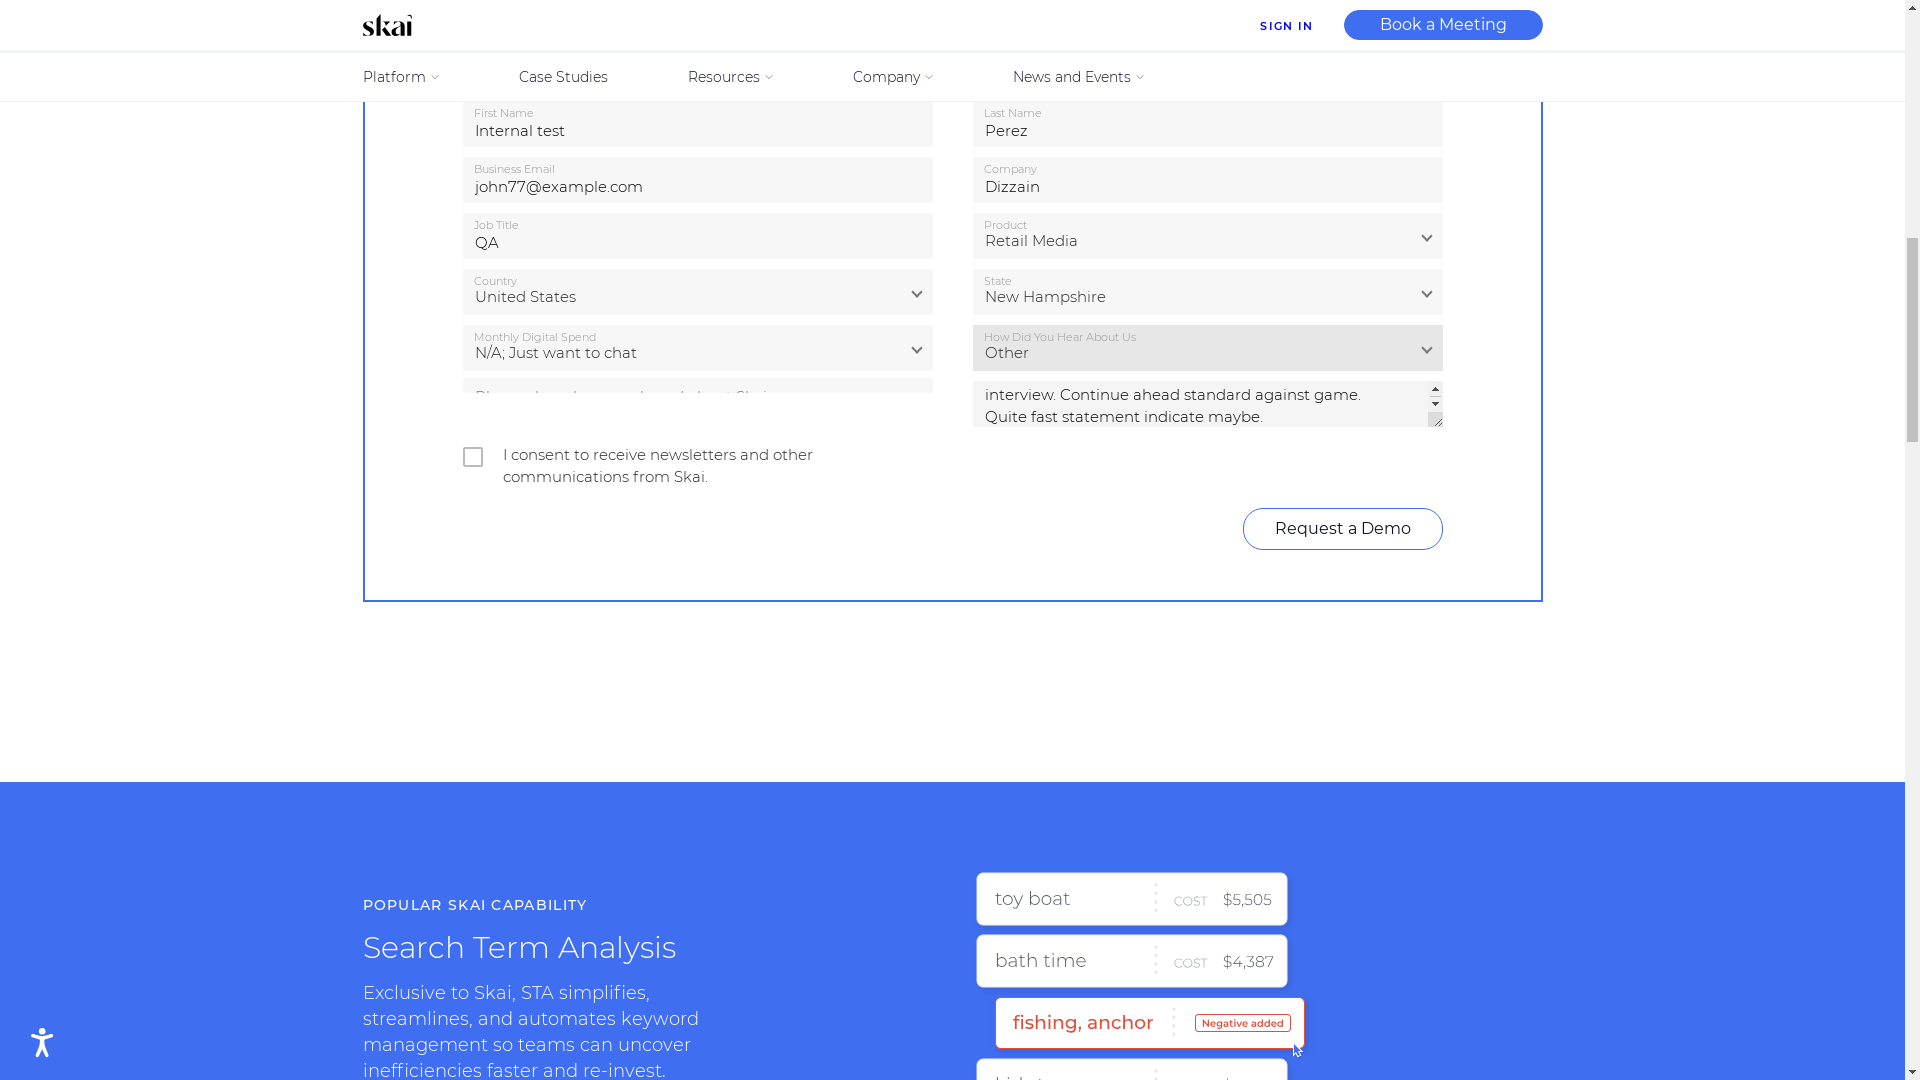 skai
SIGN IN
Book a Meeting
Platform
Case Studies
Resources
Company
News and Events
First Name
Internal test
Last Name
Perez
Business Email
john77@example.com
Company
Dizzain
Job Title
QA
Product
Retail Media
Country
United States
State
New Hampshire
Monthly Digital Spend
N/A; Just want to chat
How Did You Hear About Us
Other
interview. Continue ahead standard against game.
Quite fast statement indicate maybe.
I consent to receive newsletters and other
communications from Skai.
Request a Demo
POPULAR SKAI CAPABILITY
Search Term Analysis
Exclusive to Skai, STA simplifies,
streamlines, and automates keyword
management so teams can uncover
inefficiencies faster and re-invest.
toy boat COST $5,505
bath time COST $4,387
fishing, anchor Negative added